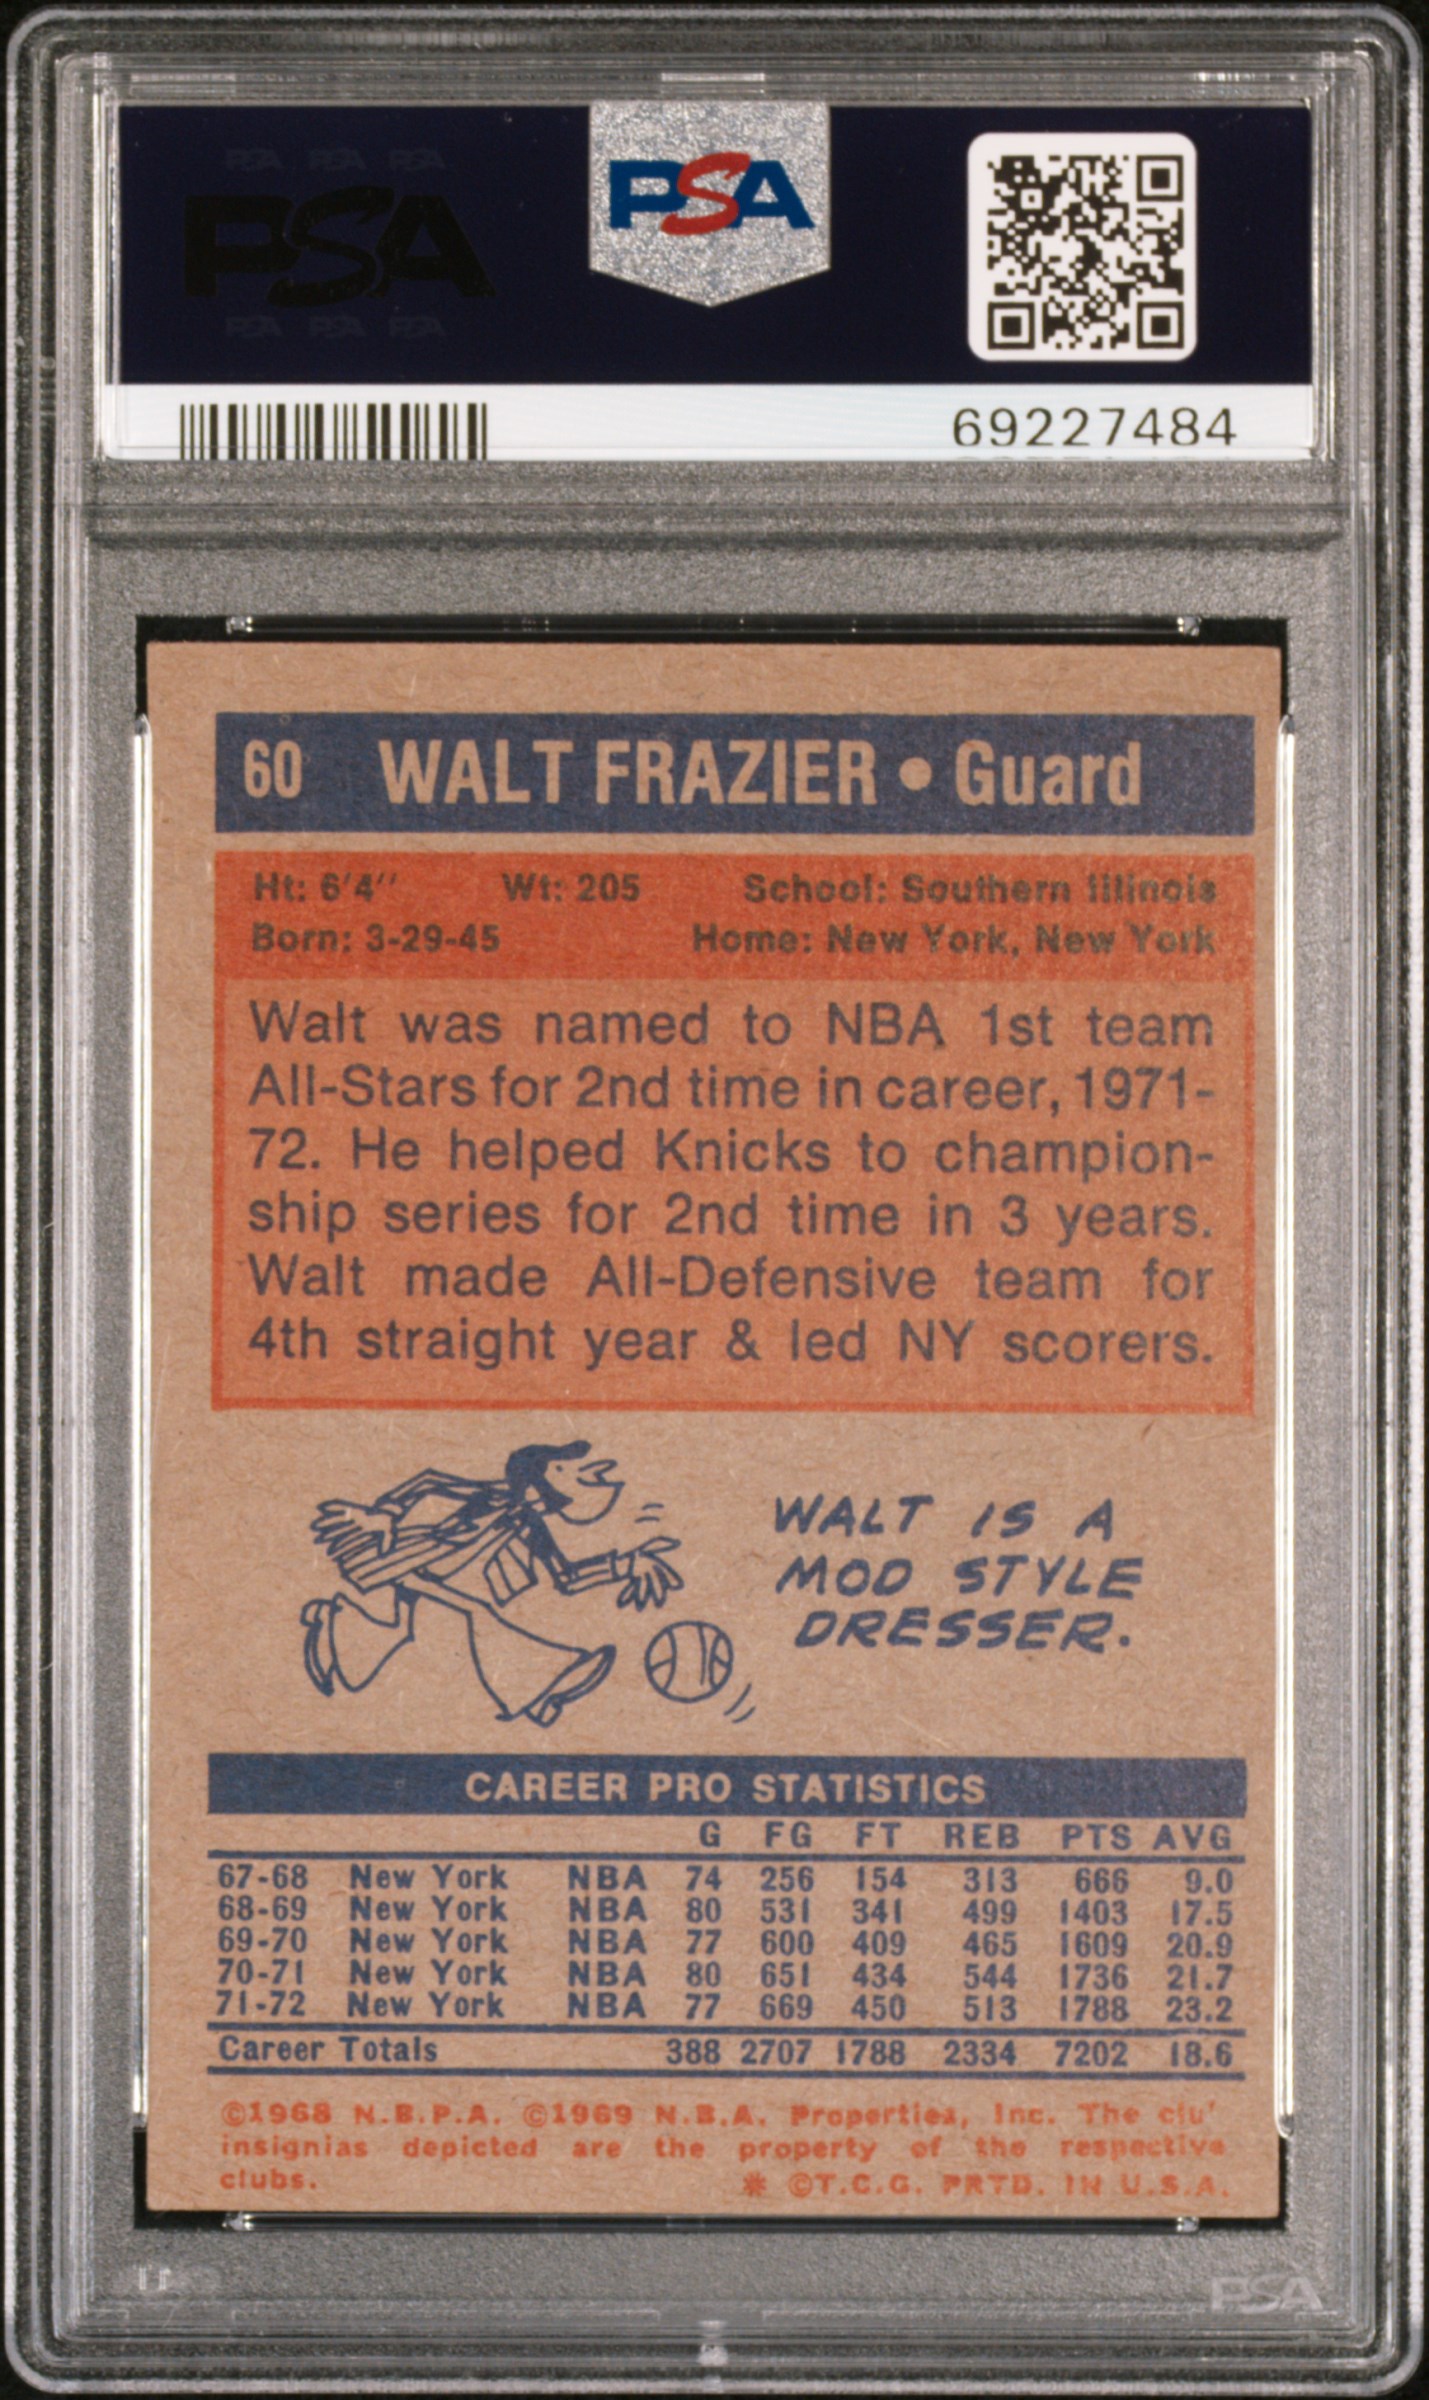 PSA PSA PSA
PSA
PSA PSA PSA
PSA
69227484
60 WALT FRAZIER • Guard
Ht: 6'4'' Wt: 205 School: Southern Illinois
Born: 3-29-45 Home: New York, New York
Walt was named to NBA 1st team
All-Stars for 2nd time in career, 1971-
72. He helped Knicks to champion-
ship series for 2nd time in 3 years.
Walt made All-Defensive team for
4th straight year & led NY scorers.
WALT IS A
MOD STYLE
DRESSER.
CAREER PRO STATISTICS
G FG FT REB PTS AVG
67-68 New York NBA 74 256 154 313 666 9.0
68-69 New York NBA 80 531 341 499 1403 17.5
69-70 New York NBA 77 600 409 465 1609 20.9
70-71 New York NBA 80 651 434 544 1736 21.7
71-72 New York NBA 77 669 450 513 1788 23.2
Career Totals 388 2707 1788 2334 7202 18.6
©1968 N.B.P.A. ©1969 N.B.A. Properties, Inc. The clu'
insignias depicted are the property of the respective
clubs. * ©T.C.G. PRTD. IN U.S.A.
PSA